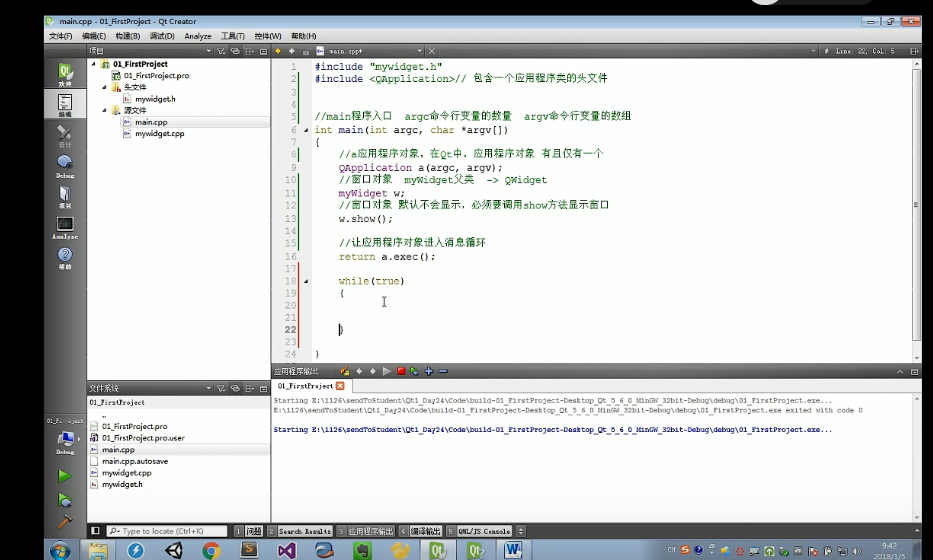 main.cpp - 01_FirstProject - Qt Creator
文件(F) 编辑(E) 构建(B) 调试(D) Analyze 工具(T) 控件(W) 帮助(H)
项目
main.cpp*
Line: 22, Col: 5
欢迎
编辑
设计
Debug
项目
Analyze
帮助
01_FirstProject
01_FirstProject.pro
头文件
mywidget.h
源文件
main.cpp
mywidget.cpp
1 #include "mywidget.h"
2 #include <QApplication>// 包含一个应用程序类的头文件
3
4
5 //main程序入口 argc命令行变量的数量 argv命令行变量的数组
6 int main(int argc, char *argv[])
7 {
8 //a应用程序对象，在Qt中，应用程序对象 有且仅有一个
9 QApplication a(argc, argv);
10 //窗口对象 myWidget父类 -> QWidget
11 myWidget w;
12 //窗口对象 默认不会显示，必须要调用show方法显示窗口
13 w.show();
14
15 //让应用程序对象进入消息循环
16 return a.exec();
17
18 while(true)
19 {
20
21
22 }
23
24 }
文件系统
01_FirstProject
..
01_FirstProject.pro
01_FirstProject.pro.user
main.cpp
main.cpp.autosave
mywidget.cpp
mywidget.h
01_Fi···oject
Debug
应用程序输出
01_FirstProject
Starting E:\1126\sendToStudent\Qt1_Day24\Code\build-01_FirstProject-Desktop_Qt_5_6_0_MinGW_32bit-Debug\debug\01_FirstProject.exe...
E:\1126\sendToStudent\Qt1_Day24\Code\build-01_FirstProject-Desktop_Qt_5_6_0_MinGW_32bit-Debug\debug\01_FirstProject.exe exited with code 0
Starting E:\1126\sendToStudent\Qt1_Day24\Code\build-01_FirstProject-Desktop_Qt_5_6_0_MinGW_32bit-Debug\debug\01_FirstProject.exe...
Type to locate (Ctrl+K) 1 问题 2 Search Results 3 应用程序输出 4 编译输出 5 QML/JS Console
CH
9:42
2018/1/5